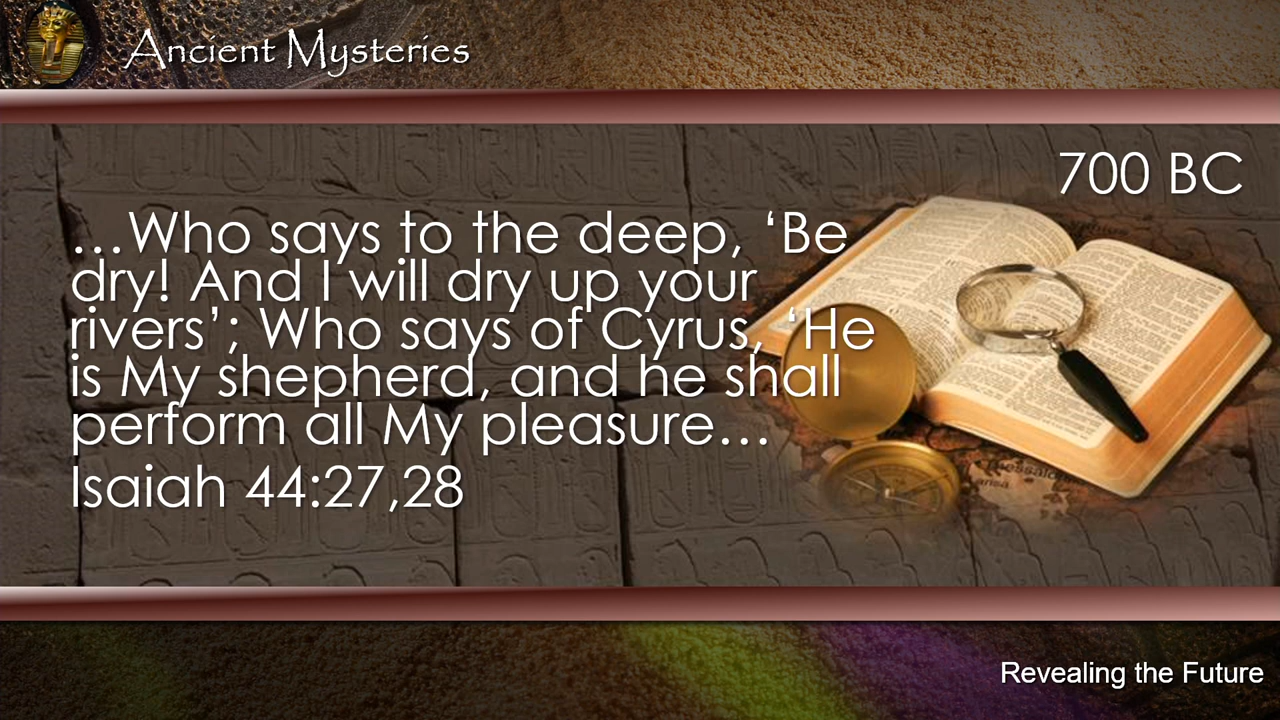 Ancient Mysteries
700 BC
…Who says to the deep, ‘Be
dry! And I will dry up your
rivers’; Who says of Cyrus, ‘He
is My shepherd, and he shall
perform all My pleasure…
Isaiah 44:27,28
Revealing the Future